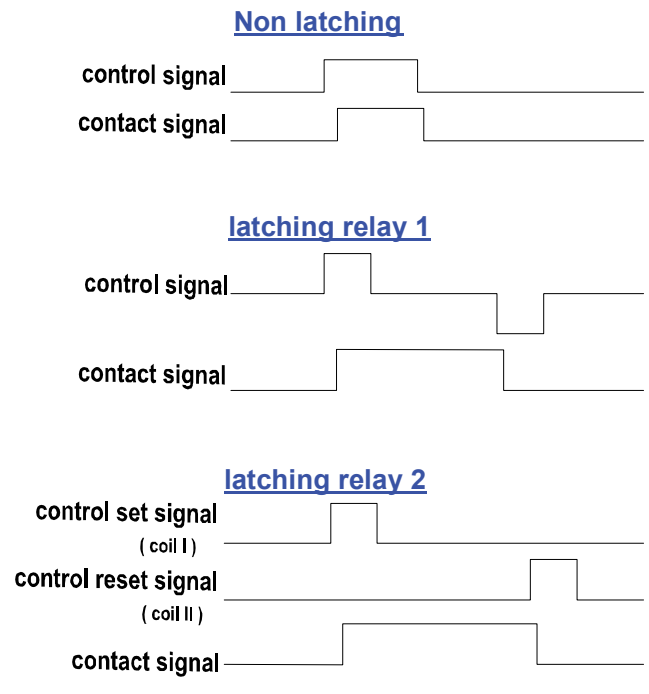 Non latching
control signal
contact signal
latching relay 1
control signal
contact signal
latching relay 2
control set signal
( coil I )
control reset signal
( coil II )
contact signal